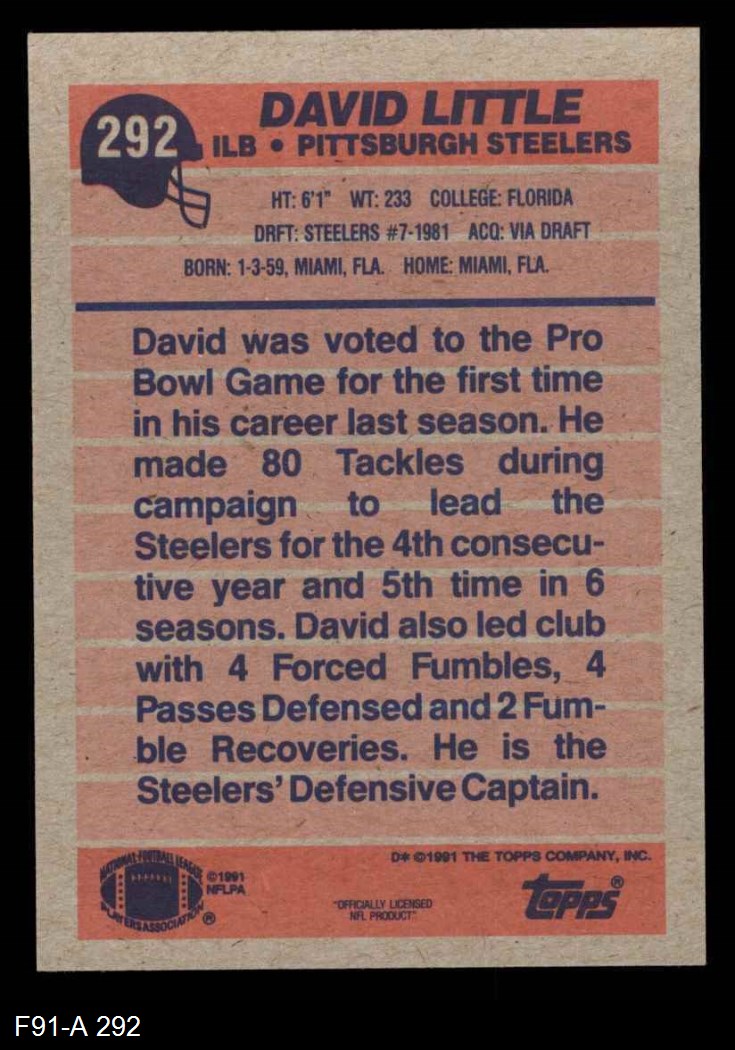 292
DAVID LITTLE
ILB • PITTSBURGH STEELERS
HT: 6'1" WT: 233 COLLEGE: FLORIDA
DRFT: STEELERS #7-1981 ACQ: VIA DRAFT
BORN: 1-3-59, MIAMI, FLA. HOME: MIAMI, FLA.
David was voted to the Pro
Bowl Game for the first time
in his career last season. He
made 80 Tackles during
campaign to lead the
Steelers for the 4th consecu-
tive year and 5th time in 6
seasons. David also led club
with 4 Forced Fumbles, 4
Passes Defensed and 2 Fum-
ble Recoveries. He is the
Steelers' Defensive Captain.
NATIONAL FOOTBALL LEAGUE
PLAYERS ASSOCIATION
®
©1991
NFLPA
"OFFICIALLY LICENSED
NFL PRODUCT"
D* ©1991 THE TOPPS COMPANY, INC.
topps®
F91-A 292